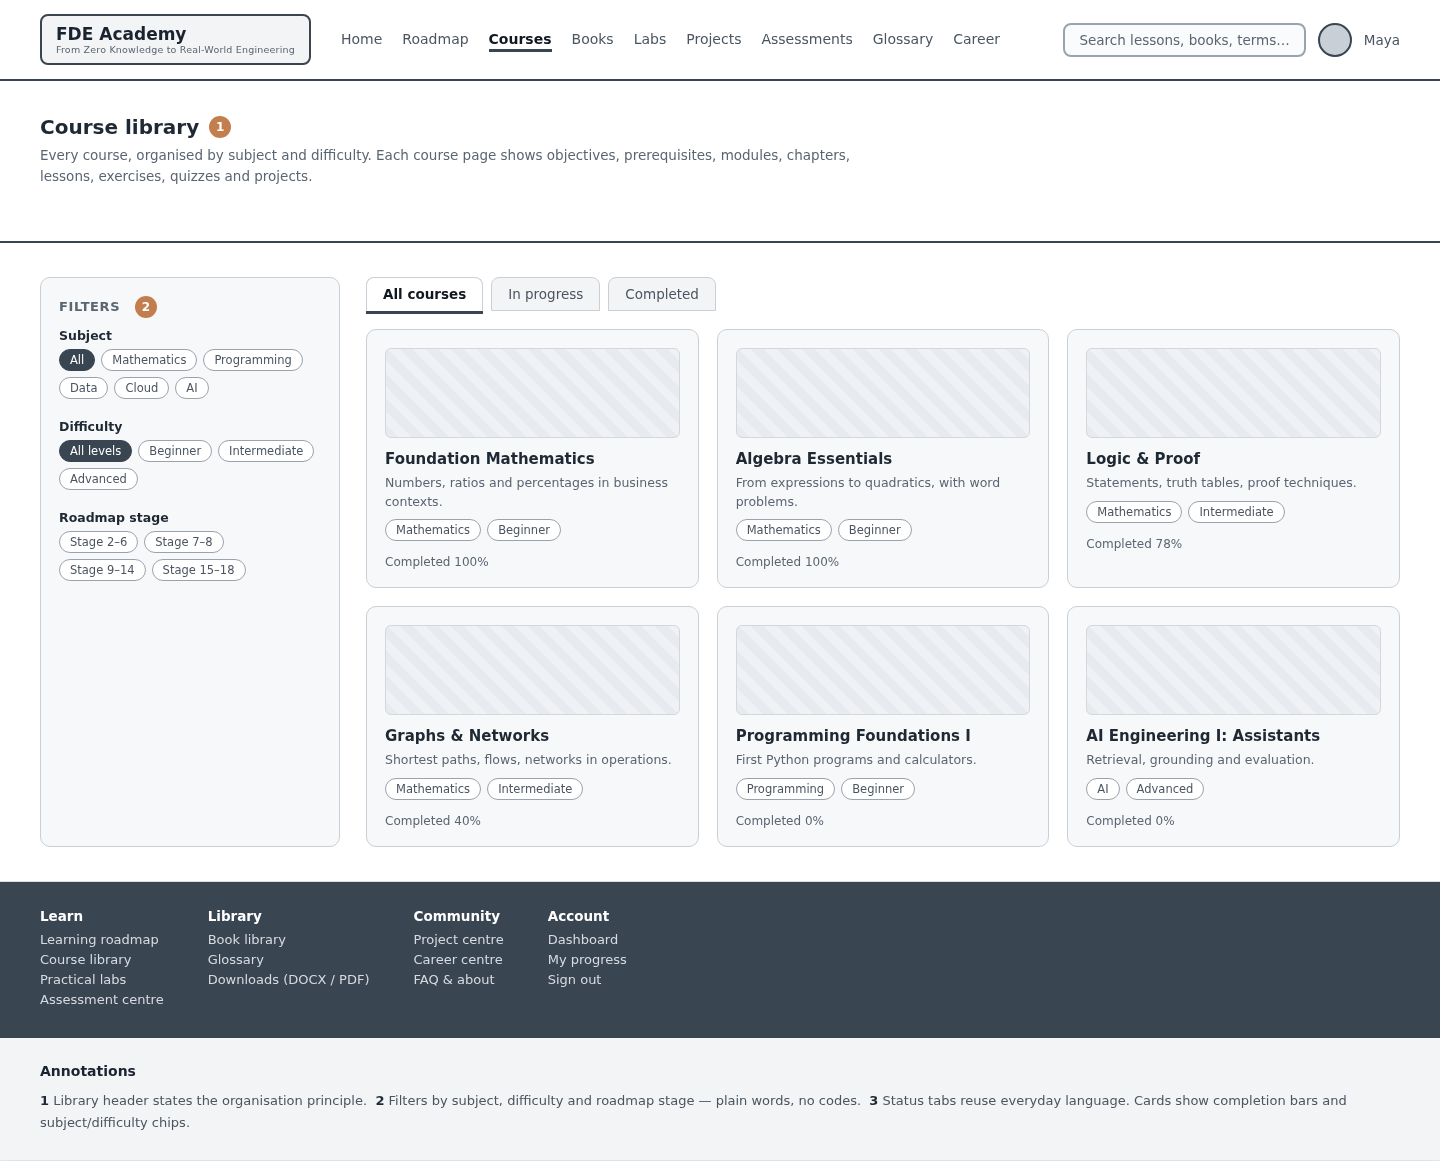 FDE Academy
From Zero Knowledge to Real-World Engineering
Home Roadmap Courses Books Labs Projects Assessments Glossary Career
Search lessons, books, terms...
Maya
Course library 1
Every course, organised by subject and difficulty. Each course page shows objectives, prerequisites, modules, chapters,
lessons, exercises, quizzes and projects.
FILTERS 2
Subject
All Mathematics Programming
Data Cloud AI
Difficulty
All levels Beginner Intermediate
Advanced
Roadmap stage
Stage 2–6 Stage 7–8
Stage 9–14 Stage 15–18
All courses In progress Completed
Foundation Mathematics
Numbers, ratios and percentages in business
contexts.
Mathematics Beginner
Completed 100%
Algebra Essentials
From expressions to quadratics, with word
problems.
Mathematics Beginner
Completed 100%
Logic & Proof
Statements, truth tables, proof techniques.
Mathematics Intermediate
Completed 78%
Graphs & Networks
Shortest paths, flows, networks in operations.
Mathematics Intermediate
Completed 40%
Programming Foundations I
First Python programs and calculators.
Programming Beginner
Completed 0%
AI Engineering I: Assistants
Retrieval, grounding and evaluation.
AI Advanced
Completed 0%
Learn
Learning roadmap
Course library
Practical labs
Assessment centre
Library
Book library
Glossary
Downloads (DOCX / PDF)
Community
Project centre
Career centre
FAQ & about
Account
Dashboard
My progress
Sign out
Annotations
1 Library header states the organisation principle. 2 Filters by subject, difficulty and roadmap stage — plain words, no codes. 3 Status tabs reuse everyday language. Cards show completion bars and
subject/difficulty chips.